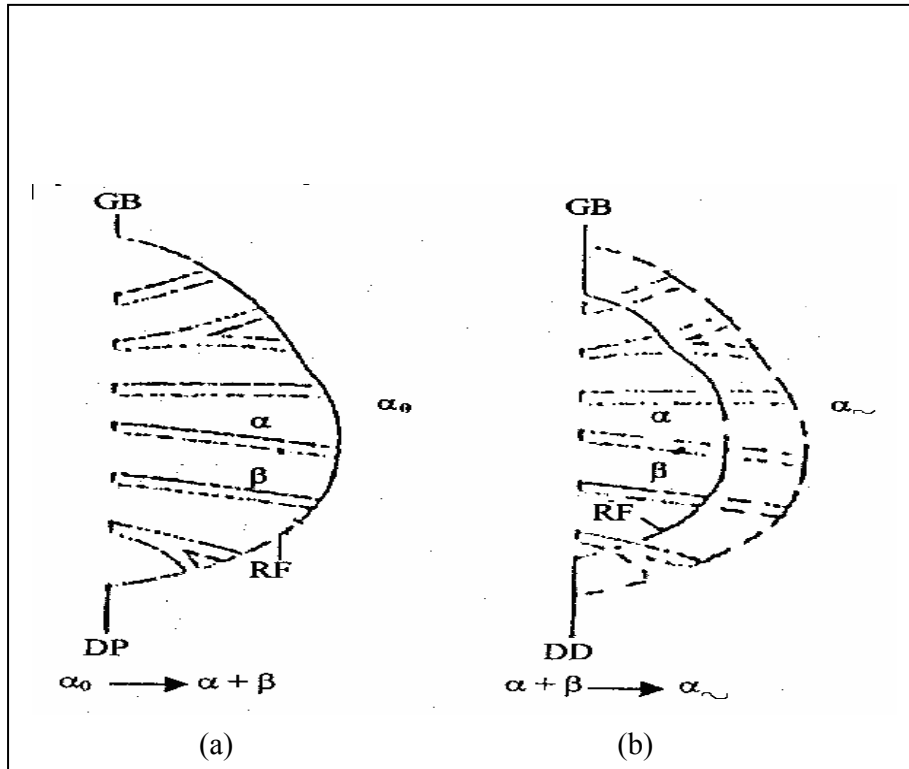 GB
α₀
α
β
RF
DP
α₀ → α + β
(a)
GB
α~
α
β
RF
DD
α + β → α~
(b)